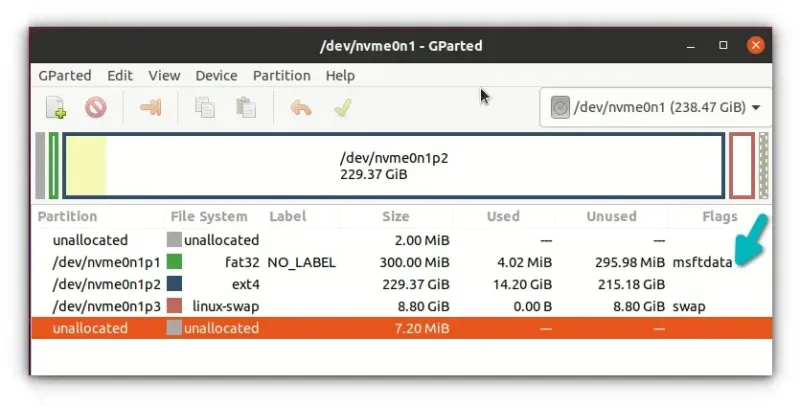 /dev/nvme0n1 - GParted
GParted Edit View Device Partition Help
/dev/nvme0n1 (238.47 GiB)
/dev/nvme0n1p2
229.37 GiB
Partition File System Label Size Used Unused Flags
unallocated unallocated 2.00 MiB --- ---
/dev/nvme0n1p1 fat32 NO_LABEL 300.00 MiB 4.02 MiB 295.98 MiB msftdata
/dev/nvme0n1p2 ext4 229.37 GiB 14.20 GiB 215.18 GiB
/dev/nvme0n1p3 linux-swap 8.80 GiB 0.00 B 8.80 GiB swap
unallocated unallocated 7.20 MiB --- ---